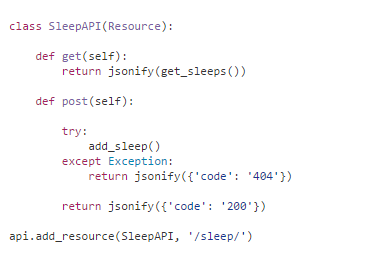 class SleepAPI(Resource):
    def get(self):
        return jsonify(get_sleeps())
    def post(self):
        try:
            add_sleep()
        except Exception:
            return jsonify({'code': '404'})
        return jsonify({'code': '200'})
api.add_resource(SleepAPI, '/sleep/')